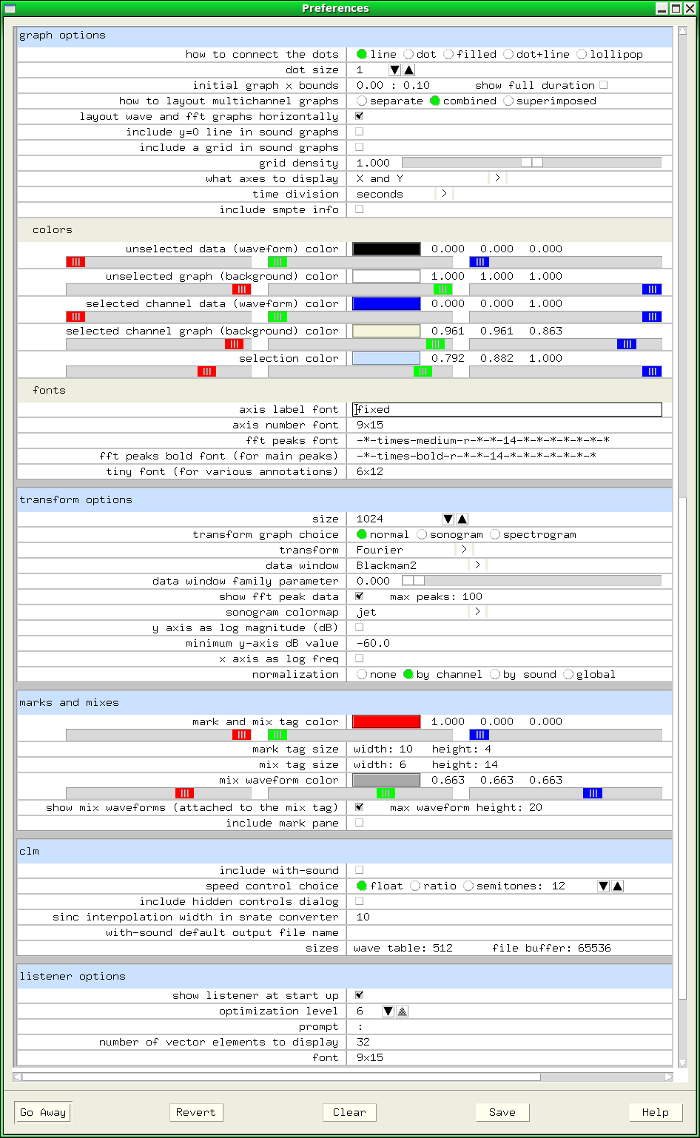 Preferences
graph options
how to connect the dots line dot filled dot+line lollipop
dot size 1
initial graph x bounds 0.00 : 0.10 show full duration
how to layout multichannel graphs separate combined superimposed
layout wave and fft graphs horizontally
include y=0 line in sound graphs
include a grid in sound graphs
grid density 1.000
what axes to display X and Y >
time division seconds >
include smpte info
colors
unselected data (waveform) color 0.000 0.000 0.000
unselected graph (background) color 1.000 1.000 1.000
selected channel data (waveform) color 0.000 0.000 1.000
selected channel graph (background) color 0.961 0.961 0.863
selection color 0.792 0.882 1.000
fonts
axis label font fixed
axis number font 9x15
fft peaks font -*-times-medium-r-*-*-14-*-*-*-*-*-*-*
fft peaks bold font (for main peaks) -*-times-bold-r-*-*-14-*-*-*-*-*-*-*
tiny font (for various annotations) 6x12
transform options
size 1024
transform graph choice normal sonogram spectrogram
transform Fourier >
data window Blackman2 >
data window family parameter 0.000
show fft peak data max peaks: 100
sonogram colormap jet >
y axis as log magnitude (dB)
minimum y-axis dB value -60.0
x axis as log freq
normalization none by channel by sound global
marks and mixes
mark and mix tag color 1.000 0.000 0.000
mark tag size width: 10 height: 4
mix tag size width: 6 height: 14
mix waveform color 0.663 0.663 0.663
show mix waveforms (attached to the mix tag) max waveform height: 20
include mark pane
clm
include with-sound
speed control choice float ratio semitones: 12
include hidden controls dialog
sinc interpolation width in srate converter 10
with-sound default output file name
sizes wave table: 512 file buffer: 65536
listener options
show listener at start up
optimization level 6
prompt :
number of vector elements to display 32
font 9x15
Go Away Revert Clear Save Help